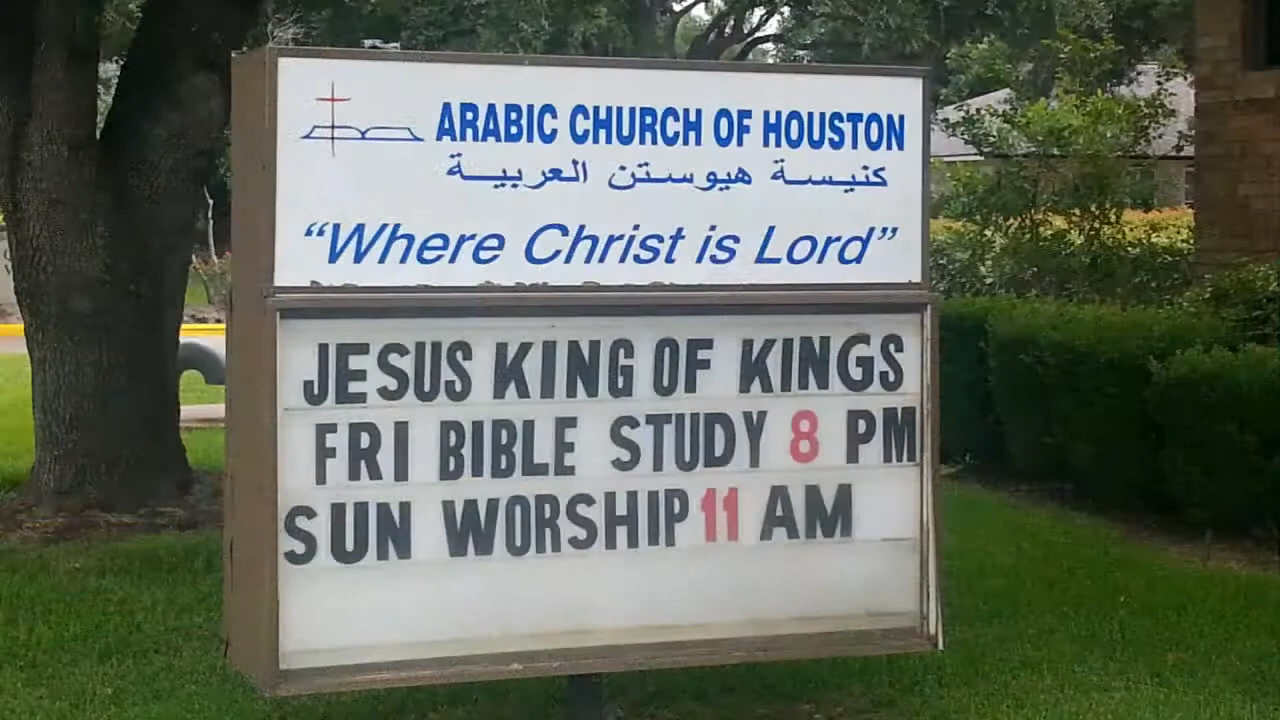 ARABIC CHURCH OF HOUSTON
كنيسة هيوستن العربية
“Where Christ is Lord”
JESUS KING OF KINGS
FRI BIBLE STUDY 8 PM
SUN WORSHIP 11 AM